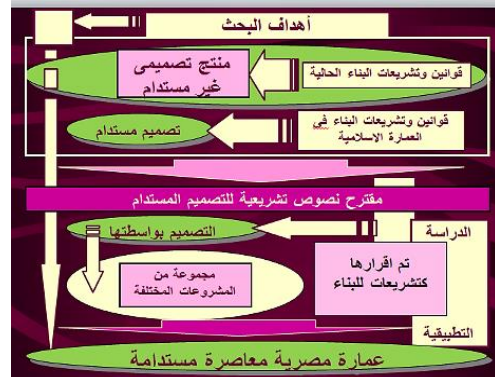 أهداف البحث
قوانين وتشريعات البناء الحالية
منتج تصميمى
غير مستدام
قوانين وتشريعات البناء فى
العمارة الاسلامية
تصميم مستدام
مقترح نصوص تشريعية للتصميم المستدام
الدراسة
التصميم بواسطتها
تم اقرارها
كتشريعات للبناء
مجموعة من
المشروعات المختلفة
التطبيقية
عمارة مصرية معاصرة مستدامة